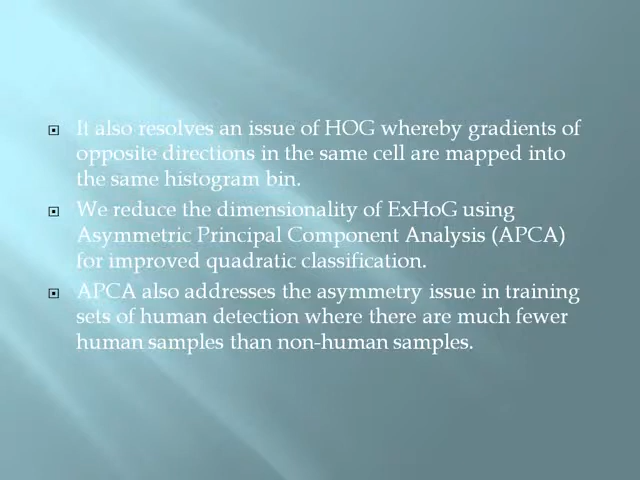 It also resolves an issue of HOG whereby gradients of
opposite directions in the same cell are mapped into
the same histogram bin.
We reduce the dimensionality of ExHoG using
Asymmetric Principal Component Analysis (APCA)
for improved quadratic classification.
APCA also addresses the asymmetry issue in training
sets of human detection where there are much fewer
human samples than non-human samples.